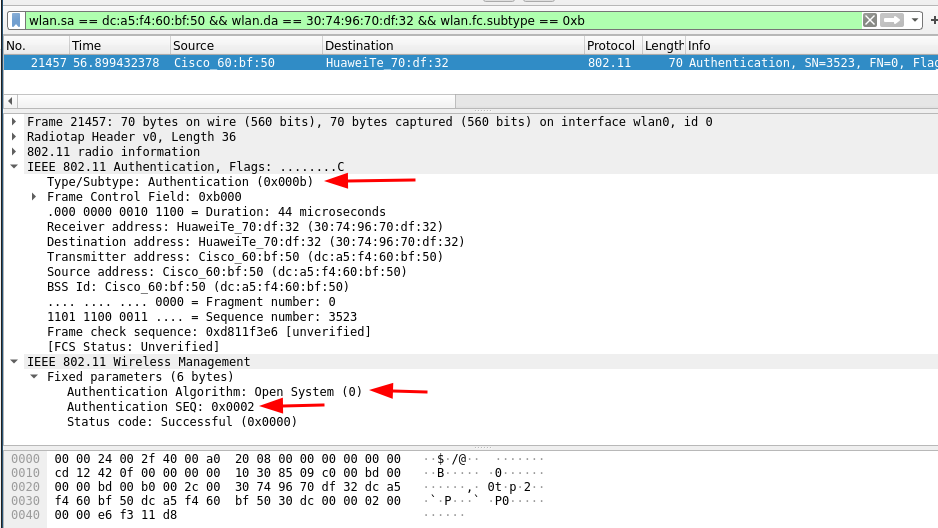 wlan.sa == dc:a5:f4:60:bf:50 && wlan.da == 30:74:96:70:df:32 && wlan.fc.subtype == 0xb
No. Time Source Destination Protocol Length Info
21457 56.899432378 Cisco_60:bf:50 HuaweiTe_70:df:32 802.11 70 Authentication, SN=3523, FN=0, Flag
Frame 21457: 70 bytes on wire (560 bits), 70 bytes captured (560 bits) on interface wlan0, id 0
Radiotap Header v0, Length 36
802.11 radio information
IEEE 802.11 Authentication, Flags: ........C
Type/Subtype: Authentication (0x000b)
Frame Control Field: 0xb000
.000 0000 0010 1100 = Duration: 44 microseconds
Receiver address: HuaweiTe_70:df:32 (30:74:96:70:df:32)
Destination address: HuaweiTe_70:df:32 (30:74:96:70:df:32)
Transmitter address: Cisco_60:bf:50 (dc:a5:f4:60:bf:50)
Source address: Cisco_60:bf:50 (dc:a5:f4:60:bf:50)
BSS Id: Cisco_60:bf:50 (dc:a5:f4:60:bf:50)
.... .... .... 0000 = Fragment number: 0
1101 1100 0011 .... = Sequence number: 3523
Frame check sequence: 0xd811f3e6 [unverified]
[FCS Status: Unverified]
IEEE 802.11 Wireless Management
Fixed parameters (6 bytes)
Authentication Algorithm: Open System (0)
Authentication SEQ: 0x0002
Status code: Successful (0x0000)
0000 00 00 24 00 2f 40 00 a0 20 08 00 00 00 00 00 00 ··$·/@·· ·······
0010 cd 12 42 0f 00 00 00 00 10 30 85 09 c0 00 bd 00 ··B····· ·0······
0020 00 00 bd 00 b0 00 2c 00 30 74 96 70 df 32 dc a5 ······,· 0t·p·2··
0030 f4 60 bf 50 dc a5 f4 60 bf 50 30 dc 00 00 02 00 ·`·P···` ·P0·····
0040 00 00 e6 f3 11 d8 ······